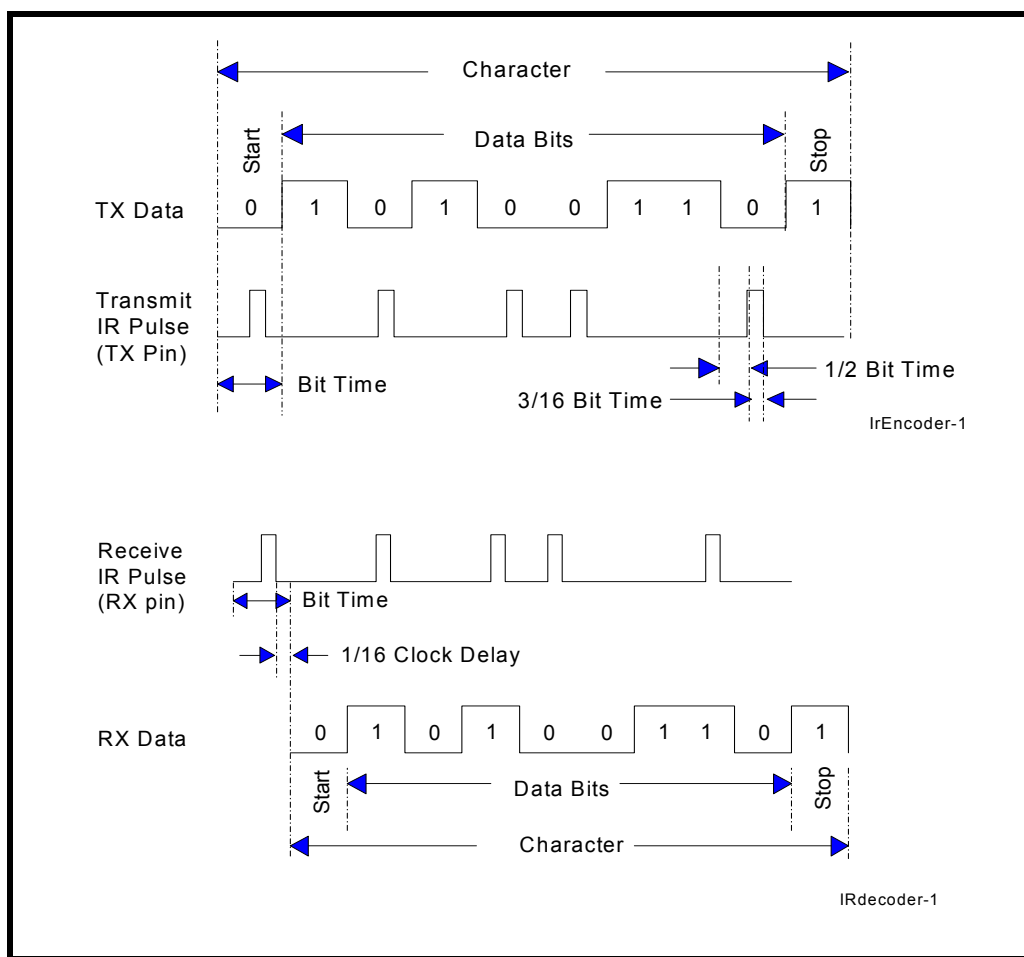 Character
Start
Data Bits
Stop
TX Data
0 1 0 1 0 0 1 1 0 1
Transmit
IR Pulse
(TX Pin)
Bit Time
1/2 Bit Time
3/16 Bit Time
IrEncoder-1
Receive
IR Pulse
(RX pin)
Bit Time
1/16 Clock Delay
RX Data
0 1 0 1 0 0 1 1 0 1
Start
Data Bits
Stop
Character
IRdecoder-1